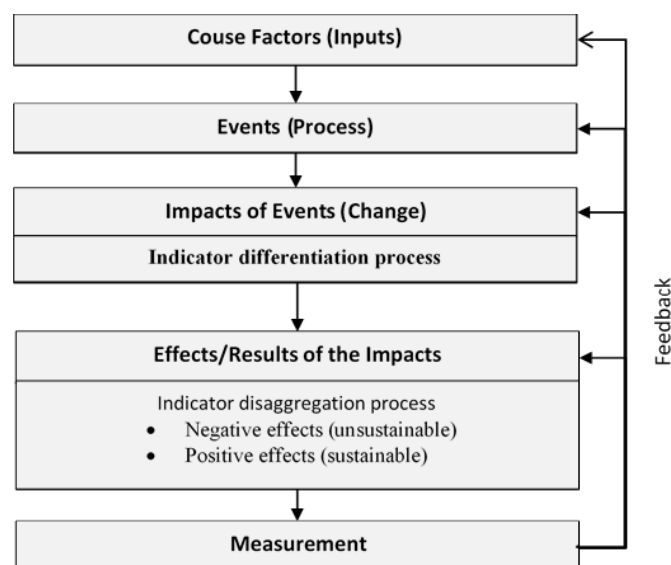 Couse Factors (Inputs)
Events (Process)
Impacts of Events (Change)
Indicator differentiation process
Effects/Results of the Impacts
Indicator disaggregation process
• Negative effects (unsustainable)
• Positive effects (sustainable)
Measurement
Feedback